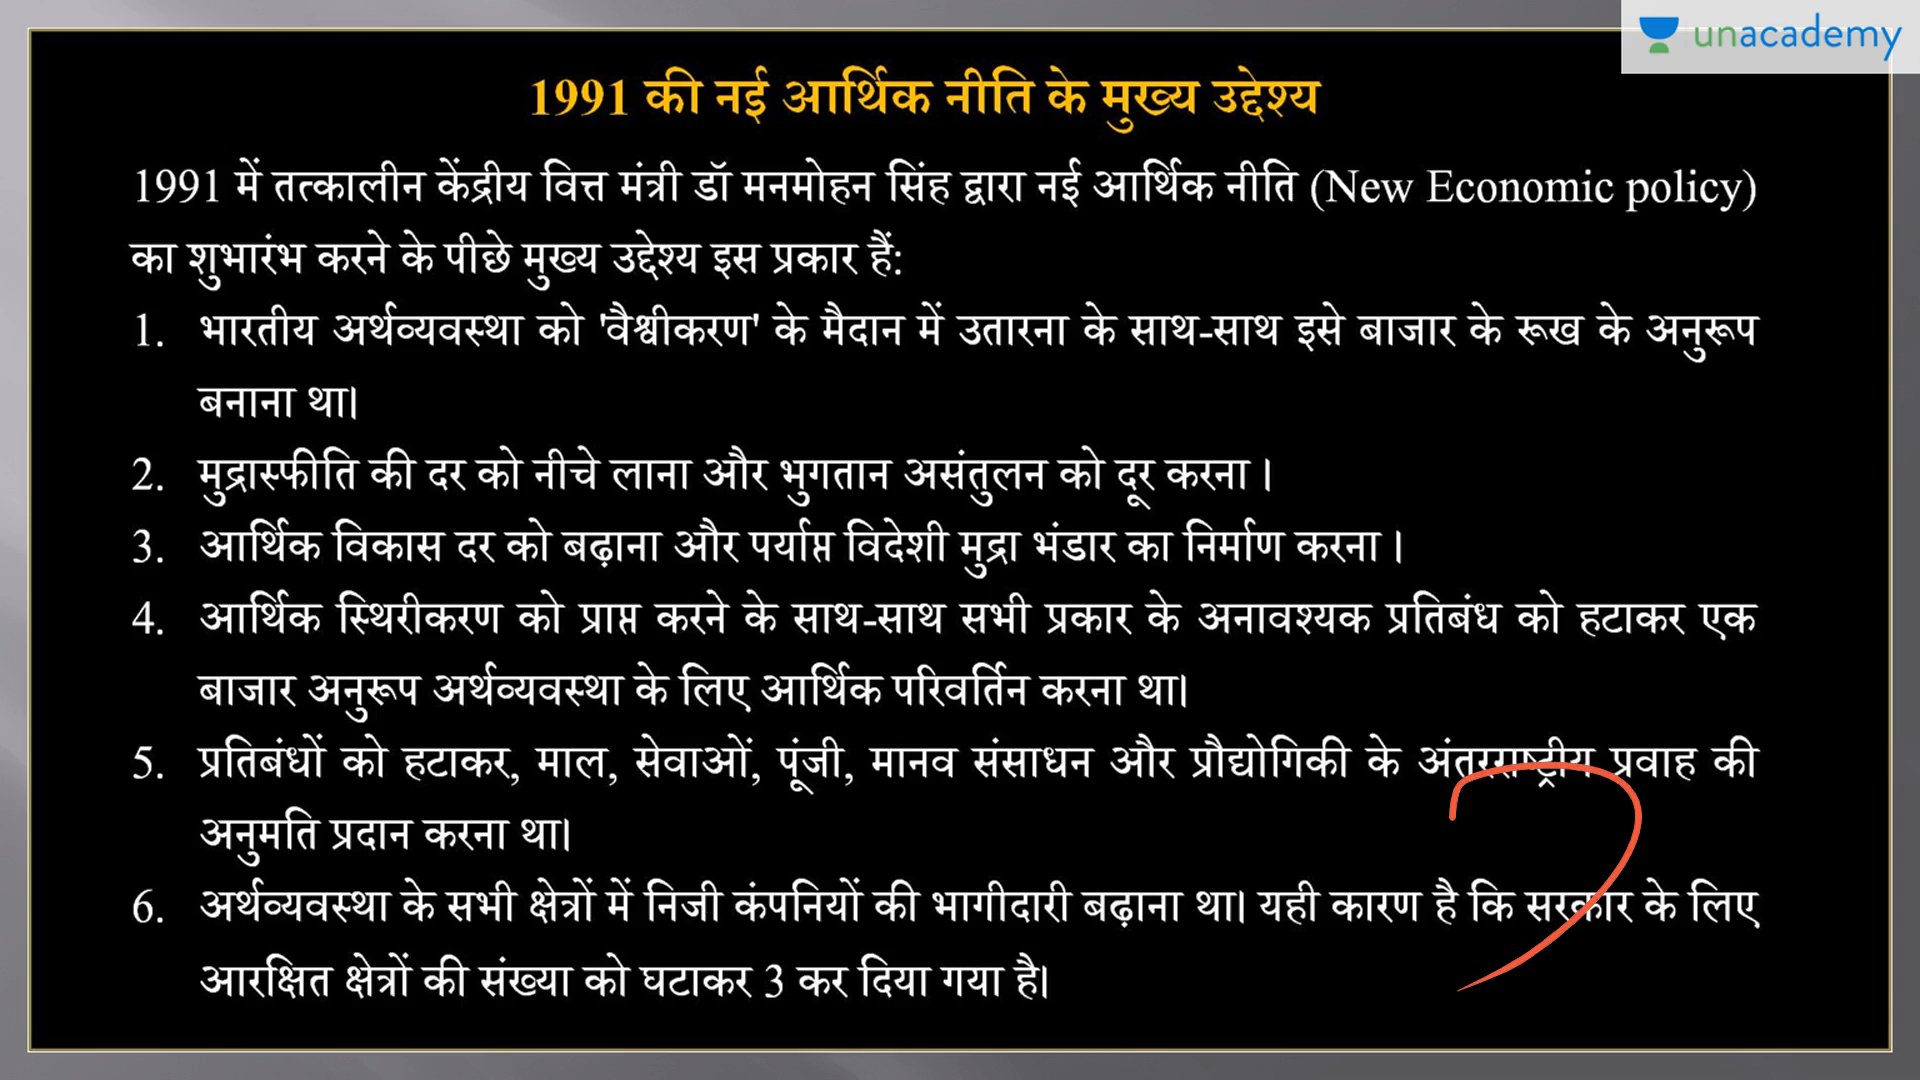 unacademy
1991 की नई आर्थिक नीति के मुख्य उद्देश्य
1991 में तत्कालीन केंद्रीय वित्त मंत्री डॉ मनमोहन सिंह द्वारा नई आर्थिक नीति (New Economic policy)
का शुभारंभ करने के पीछे मुख्य उद्देश्य इस प्रकार हैं:
1. भारतीय अर्थव्यवस्था को 'वैश्वीकरण' के मैदान में उतारना के साथ-साथ इसे बाजार के रूख के अनुरूप
बनाना था।
2. मुद्रास्फीति की दर को नीचे लाना और भुगतान असंतुलन को दूर करना ।
3. आर्थिक विकास दर को बढ़ाना और पर्याप्त विदेशी मुद्रा भंडार का निर्माण करना ।
4. आर्थिक स्थिरीकरण को प्राप्त करने के साथ-साथ सभी प्रकार के अनावश्यक प्रतिबंध को हटाकर एक
बाजार अनुरूप अर्थव्यवस्था के लिए आर्थिक परिवर्तिन करना था।
5. प्रतिबंधों को हटाकर, माल, सेवाओं, पूंजी, मानव संसाधन और प्रौद्योगिकी के अंतरराष्ट्रीय प्रवाह की
अनुमति प्रदान करना था।
6. अर्थव्यवस्था के सभी क्षेत्रों में निजी कंपनियों की भागीदारी बढ़ाना था। यही कारण है कि सरकार के लिए
आरक्षित क्षेत्रों की संख्या को घटाकर 3 कर दिया गया है।